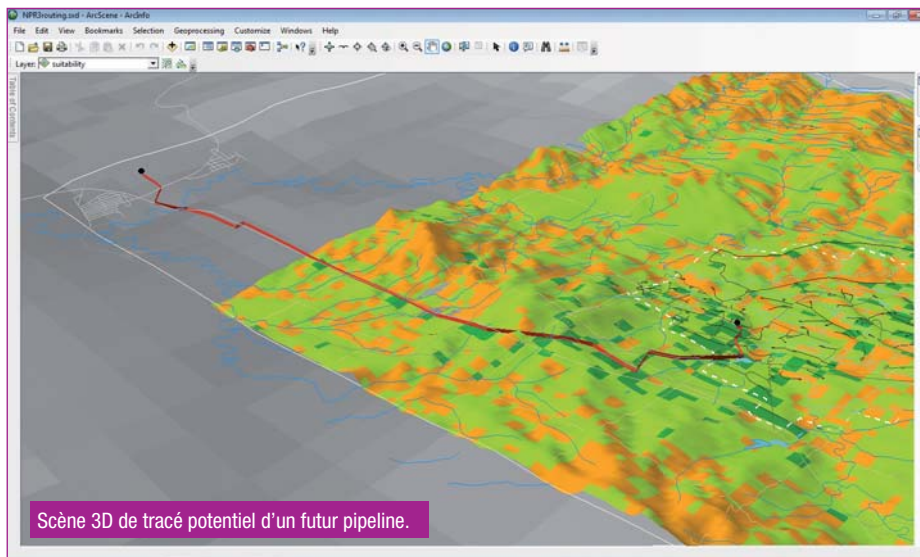 NPR3routing.sxd - ArcScene - ArcInfo
File Edit View Bookmarks Selection Geoprocessing Customize Windows Help
Layer: suitability
Table of Contents
Scène 3D de tracé potentiel d'un futur pipeline.